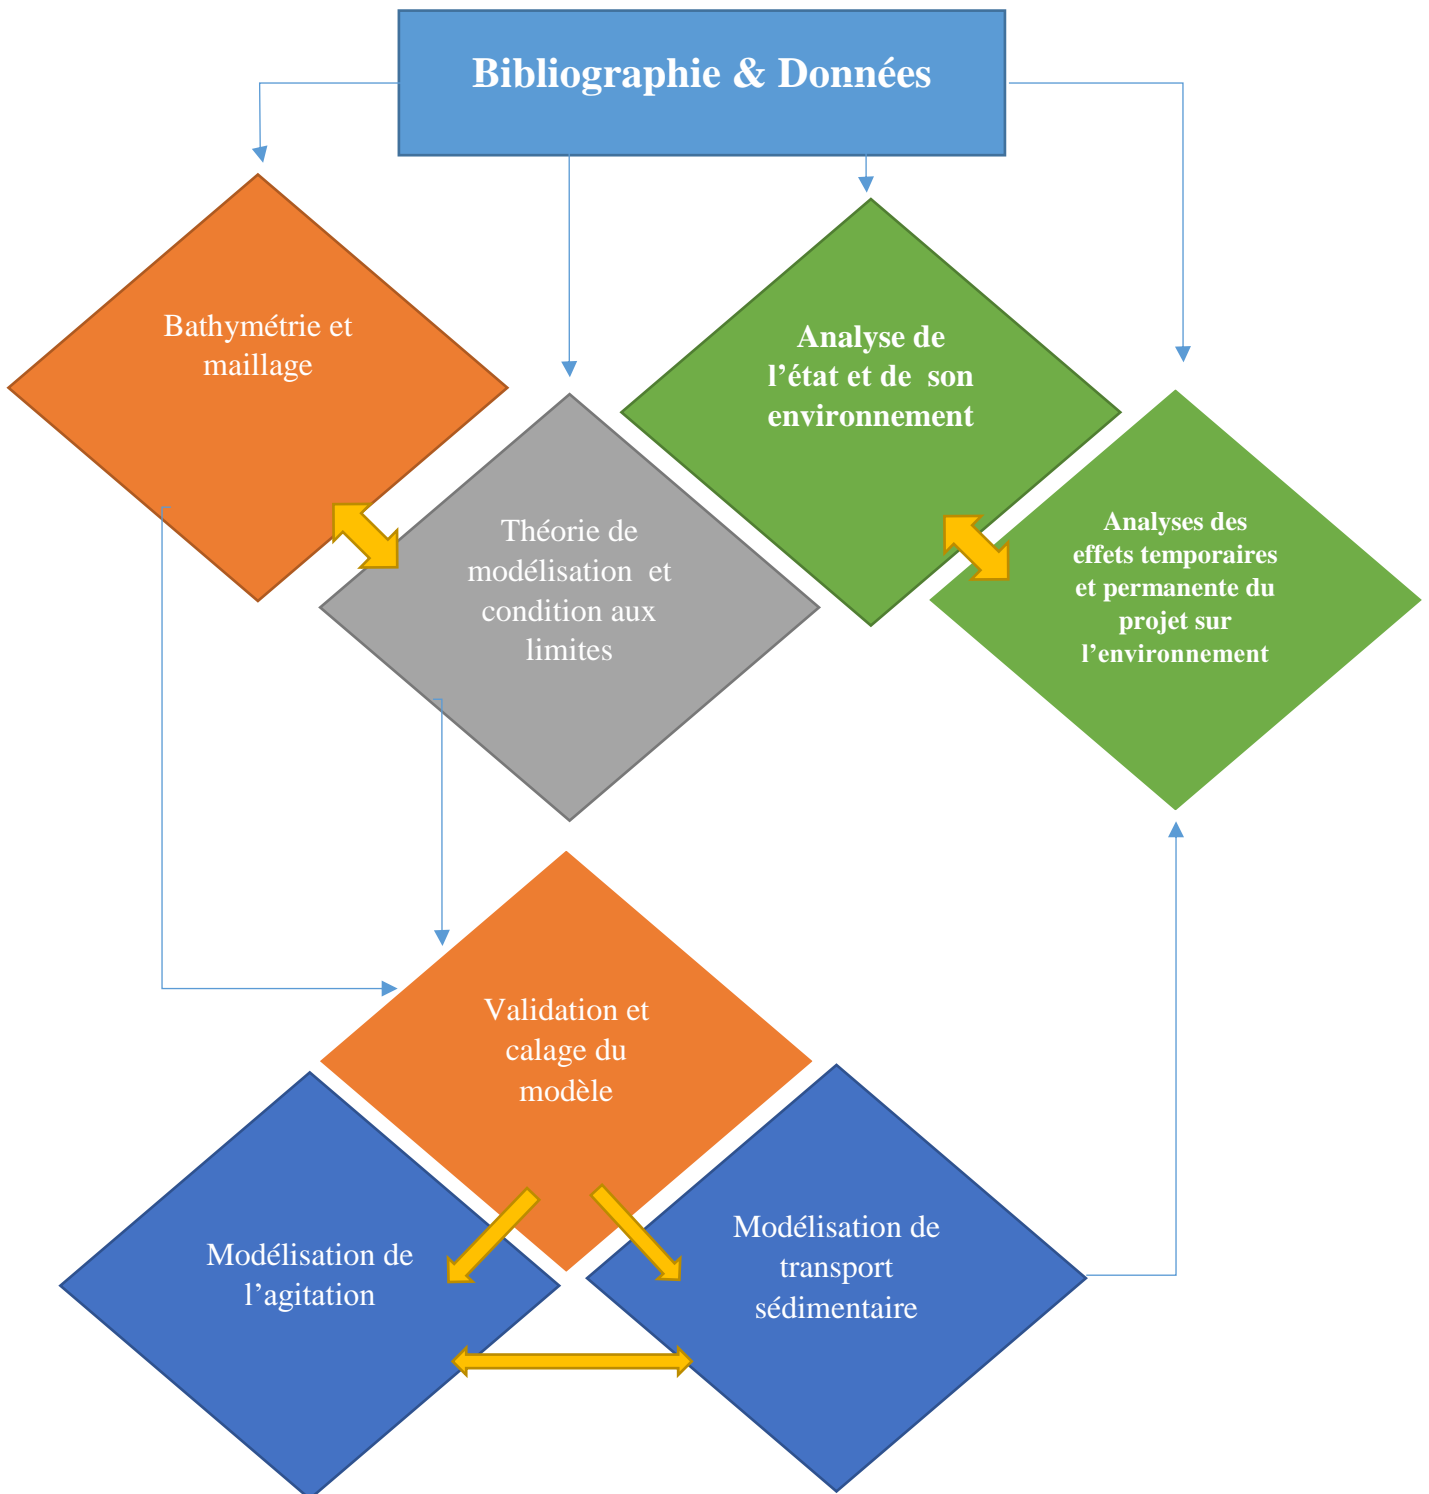 Bibliographie & Données
Bathymétrie et
maillage
Théorie de
modélisation et
condition aux
limites
Analyse de
l’état et de son
environnement
Analyses des
effets temporaires
et permanente du
projet sur
l’environnement
Validation et
calage du
modèle
Modélisation de
l’agitation
Modélisation de
transport
sédimentaire